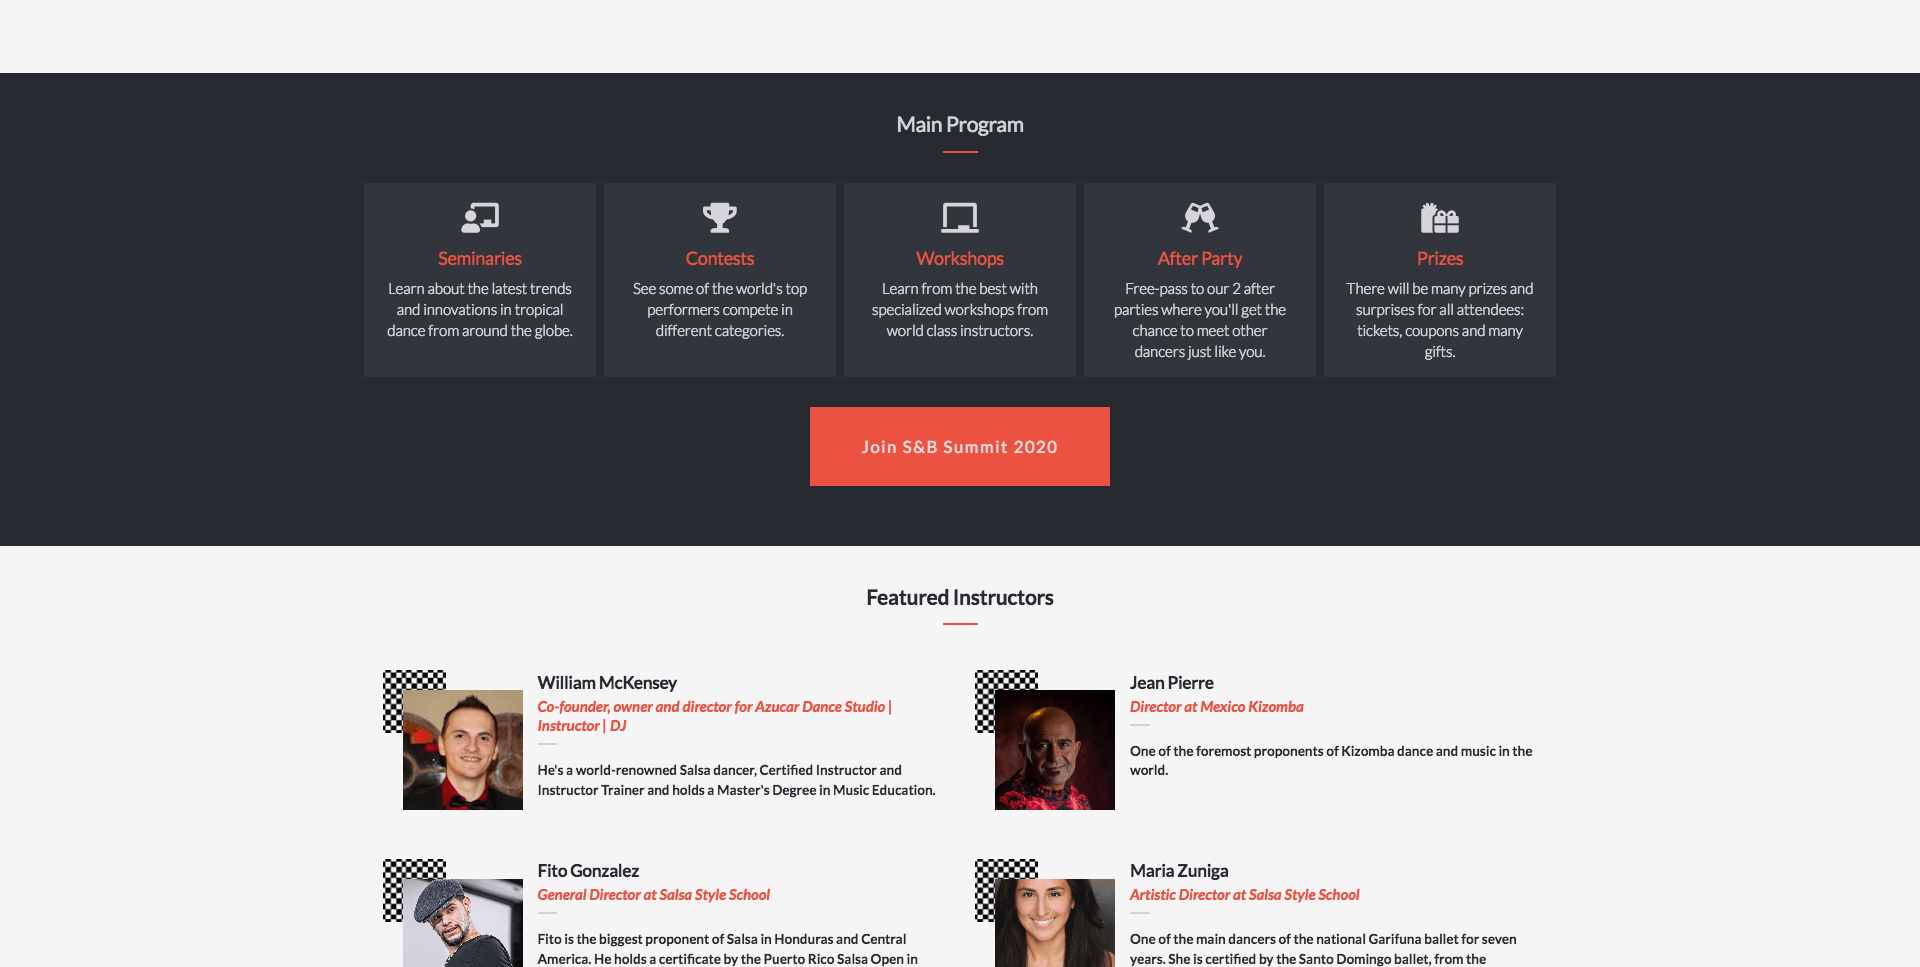 Main Program
Seminaries
Learn about the latest trends
and innovations in tropical
dance from around the globe.
Contests
See some of the world's top
performers compete in
different categories.
Workshops
Learn from the best with
specialized workshops from
world class instructors.
After Party
Free-pass to our 2 after
parties where you'll get the
chance to meet other
dancers just like you.
Prizes
There will be many prizes and
surprises for all attendees:
tickets, coupons and many
gifts.
Join S&B Summit 2020
Featured Instructors
William McKensey
Co-founder, owner and director for Azucar Dance Studio |
Instructor | DJ
He's a world-renowned Salsa dancer, Certified Instructor and
Instructor Trainer and holds a Master's Degree in Music Education.
Jean Pierre
Director at Mexico Kizomba
One of the foremost proponents of Kizomba dance and music in the
world.
Fito Gonzalez
General Director at Salsa Style School
Fito is the biggest proponent of Salsa in Honduras and Central
America. He holds a certificate by the Puerto Rico Salsa Open in
Maria Zuniga
Artistic Director at Salsa Style School
One of the main dancers of the national Garifuna ballet for seven
years. She is certified by the Santo Domingo ballet, from the